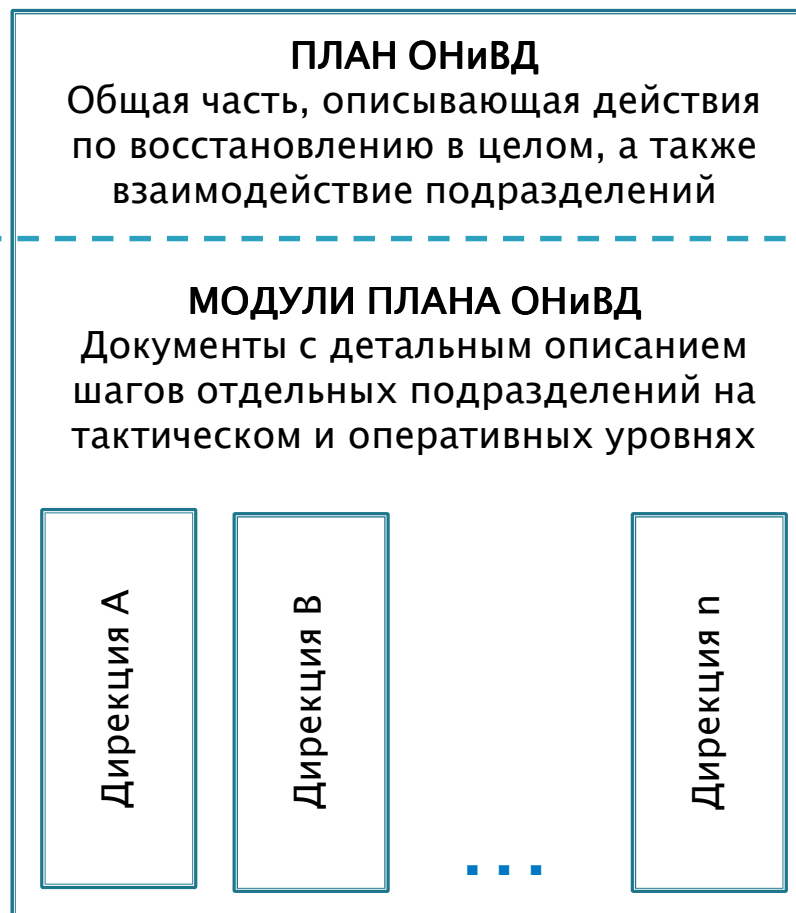 ПЛАН ОНиВД
Общая часть, описывающая действия
по восстановлению в целом, а также
взаимодействие подразделений
МОДУЛИ ПЛАНА ОНиВД
Документы с детальным описанием
шагов отдельных подразделений на
тактическом и оперативных уровнях
Дирекция А
Дирекция В
...
Дирекция n